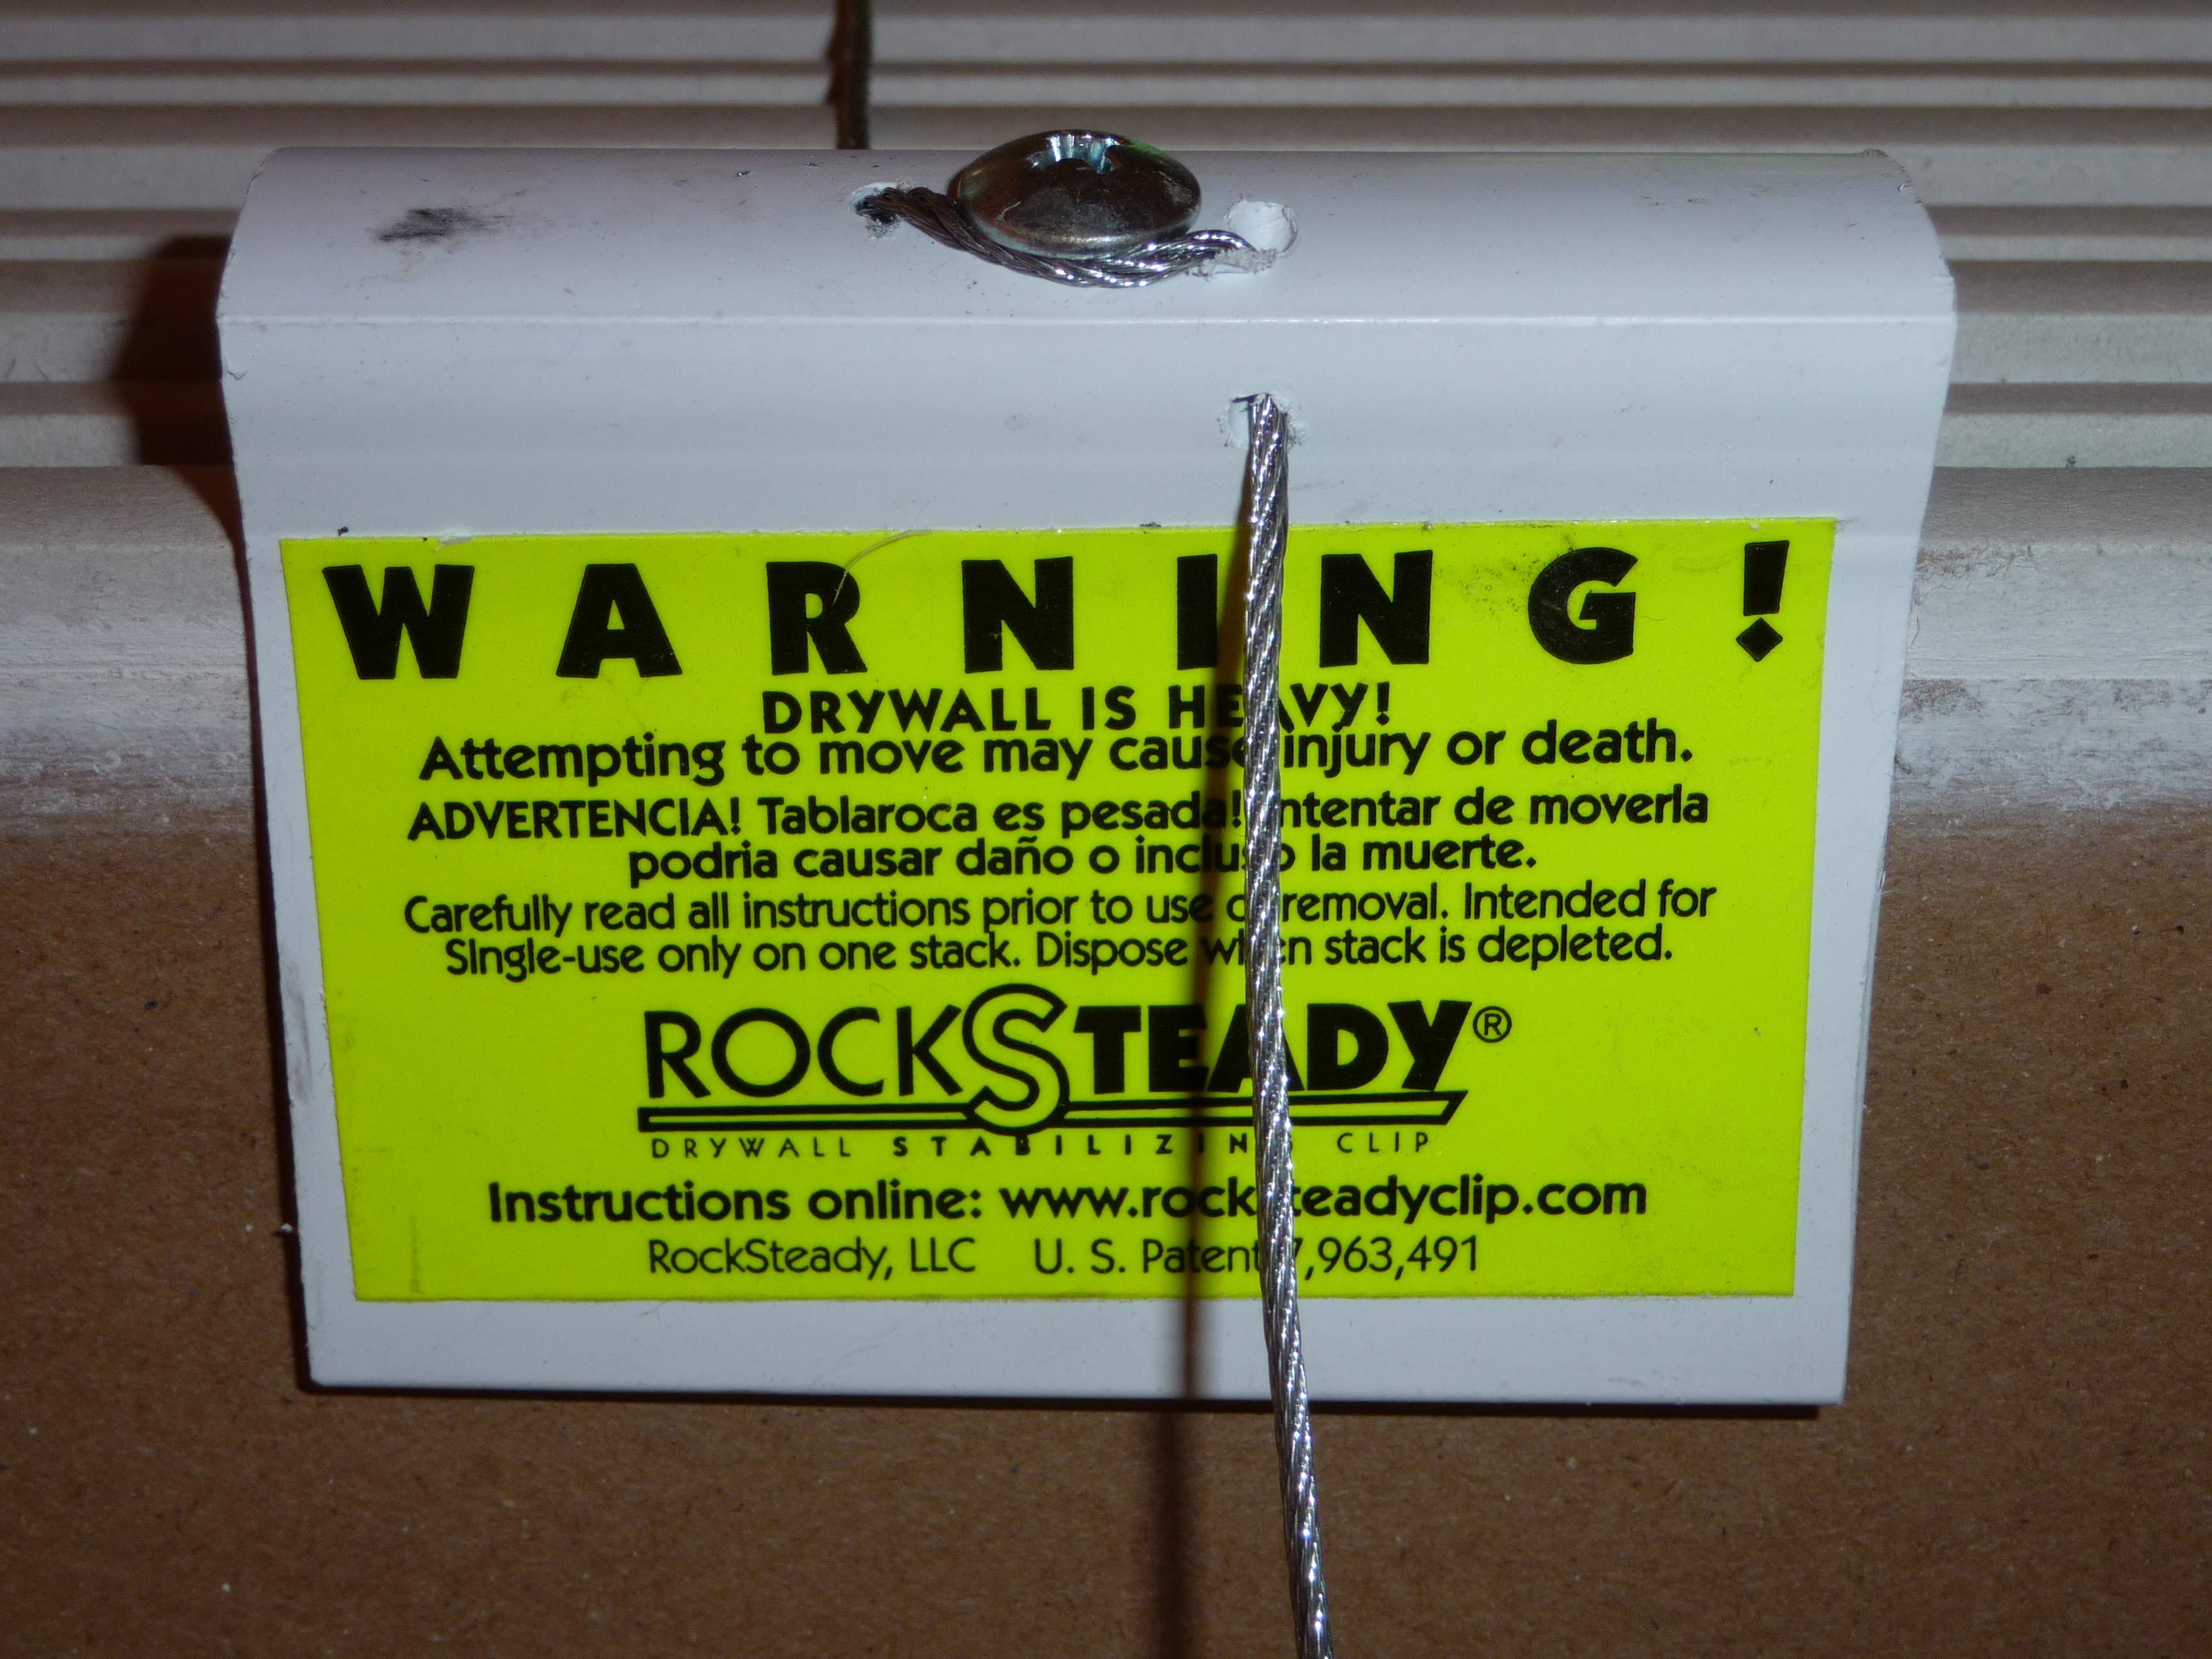 WARNING!
DRYWALL IS HEAVY!
Attempting to move may cause injury or death.
ADVERTENCIA! Tablaroca es pesada! Intentar de moverla
podria causar daño o incluso la muerte.
Carefully read all instructions prior to use or removal. Intended for
SIngle-use only on one stack. Dispose when stack is depleted.
ROCKSTEADY®
DRYWALL STABILIZING CLIP
Instructions online: www.rocksteadyclip.com
RockSteady, LLC U. S. Patent 7,963,491